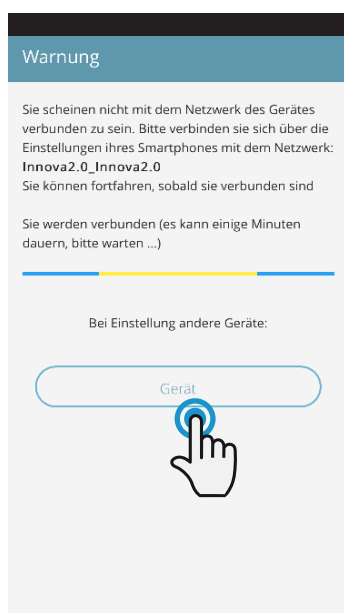 Warnung
Sie scheinen nicht mit dem Netzwerk des Gerätes
verbunden zu sein. Bitte verbinden sie sich über die
Einstellungen ihres Smartphones mit dem Netzwerk:
Innova2.0_Innova2.0
Sie können fortfahren, sobald sie verbunden sind
Sie werden verbunden (es kann einige Minuten
dauern, bitte warten ...)
Bei Einstellung andere Geräte:
Gerät